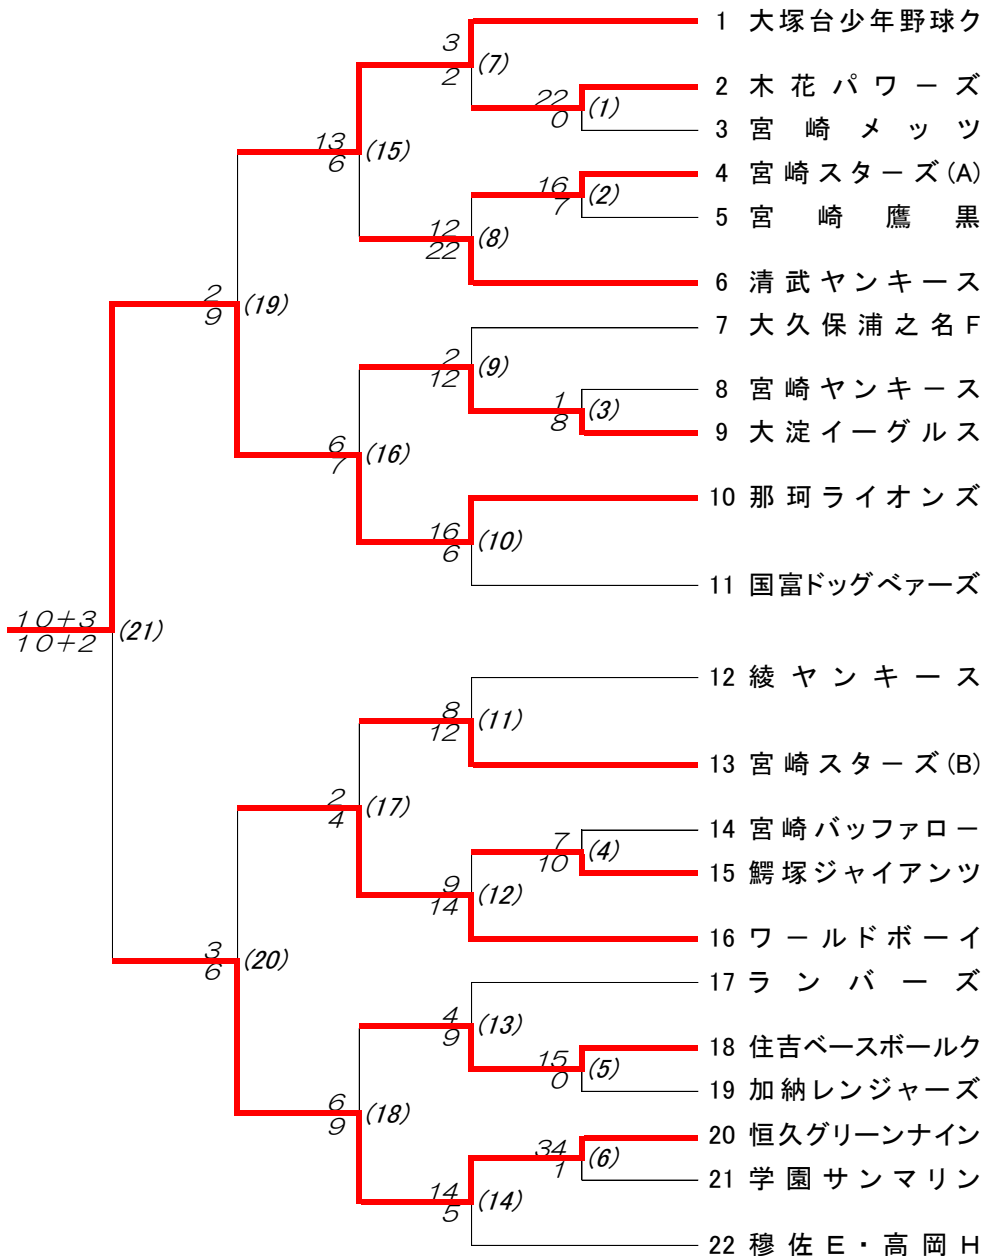 1 大塚台少年野球ク
3
2
(7)
2 木花パワーズ
22
0
(1)
3 宮崎メッツ
13
6
(15)
4 宮崎スターズ(A)
16
7
(2)
5 宮崎鷹黒
12
22
(8)
6 清武ヤンキース
2
9
(19)
7 大久保浦之名F
2
12
(9)
8 宮崎ヤンキース
1
8
(3)
9 大淀イーグルス
6
7
(16)
10 那珂ライオンズ
16
6
(10)
11 国富ドッグベァーズ
10+3
10+2
(21)
12 綾ヤンキース
8
12
(11)
13 宮崎スターズ(B)
2
4
(17)
14 宮崎バッファロー
7
10
(4)
15 鰐塚ジャイアンツ
9
14
(12)
16 ワールドボーイ
3
6
(20)
17 ランバーズ
4
9
(13)
18 住吉ベースボールク
15
0
(5)
19 加納レンジャーズ
6
9
(18)
20 恒久グリーンナイン
34
1
(6)
21 学園サンマリン
14
5
(14)
22 穆佐E・高岡H